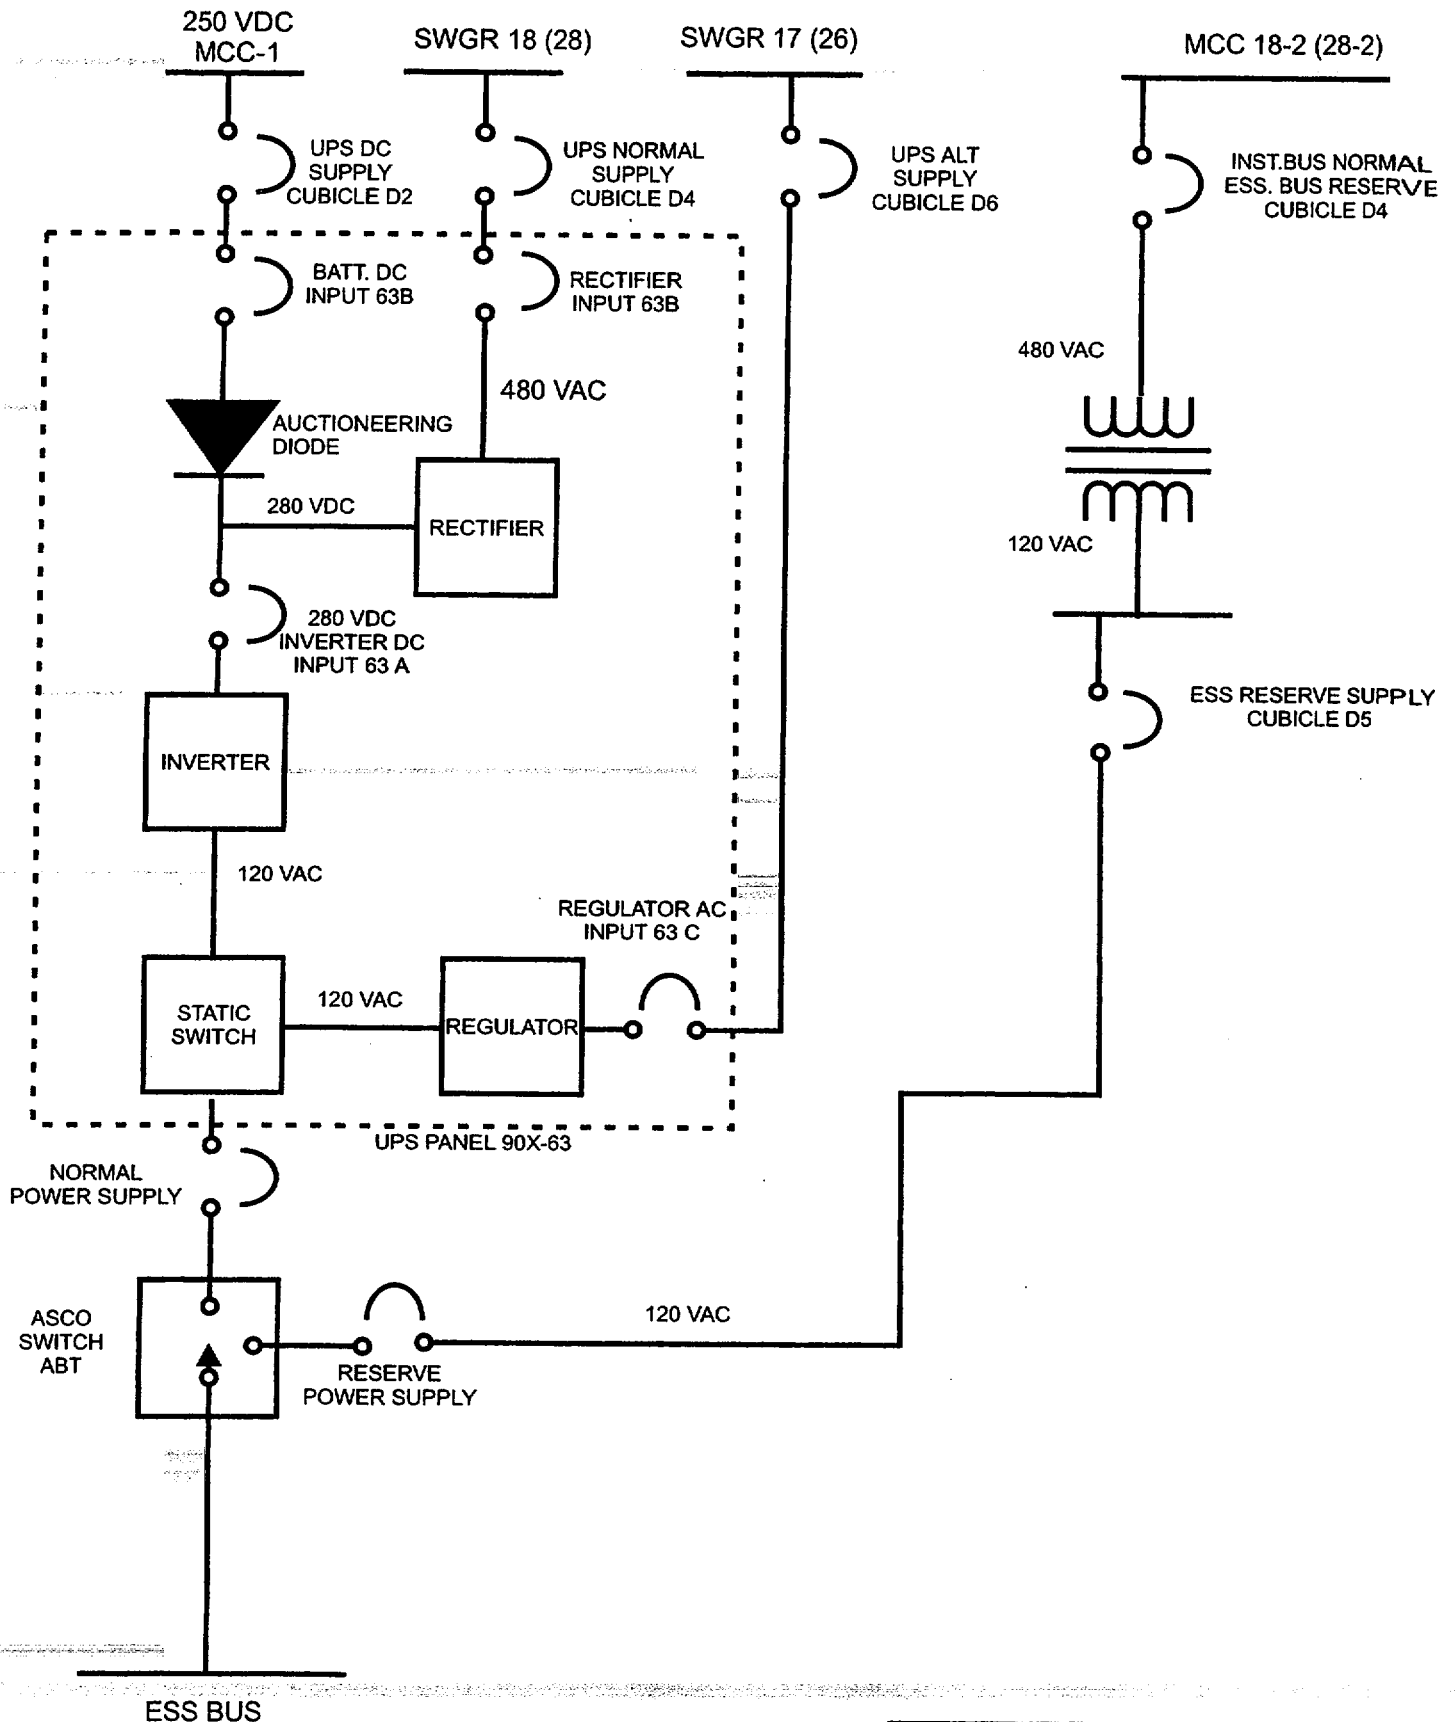 250 VDC
MCC-1
SWGR 18 (28)
SWGR 17 (26)
MCC 18-2 (28-2)
UPS DC
SUPPLY
CUBICLE D2
UPS NORMAL
SUPPLY
CUBICLE D4
UPS ALT
SUPPLY
CUBICLE D6
INST.BUS NORMAL
ESS. BUS RESERVE
CUBICLE D4
BATT. DC
INPUT 63B
RECTIFIER
INPUT 63B
480 VAC
480 VAC
AUCTIONEERING
DIODE
280 VDC
RECTIFIER
120 VAC
280 VDC
INVERTER DC
INPUT 63 A
ESS RESERVE SUPPLY
CUBICLE D5
INVERTER
120 VAC
REGULATOR AC
INPUT 63 C
STATIC
SWITCH
120 VAC
REGULATOR
UPS PANEL 90X-63
NORMAL
POWER SUPPLY
ASCO
SWITCH
ABT
120 VAC
RESERVE
POWER SUPPLY
ESS BUS